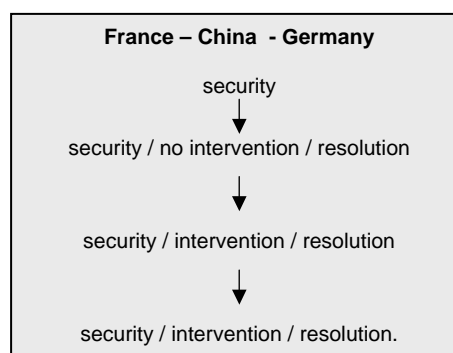 France – China - Germany
security
security / no intervention / resolution
security / intervention / resolution
security / intervention / resolution.